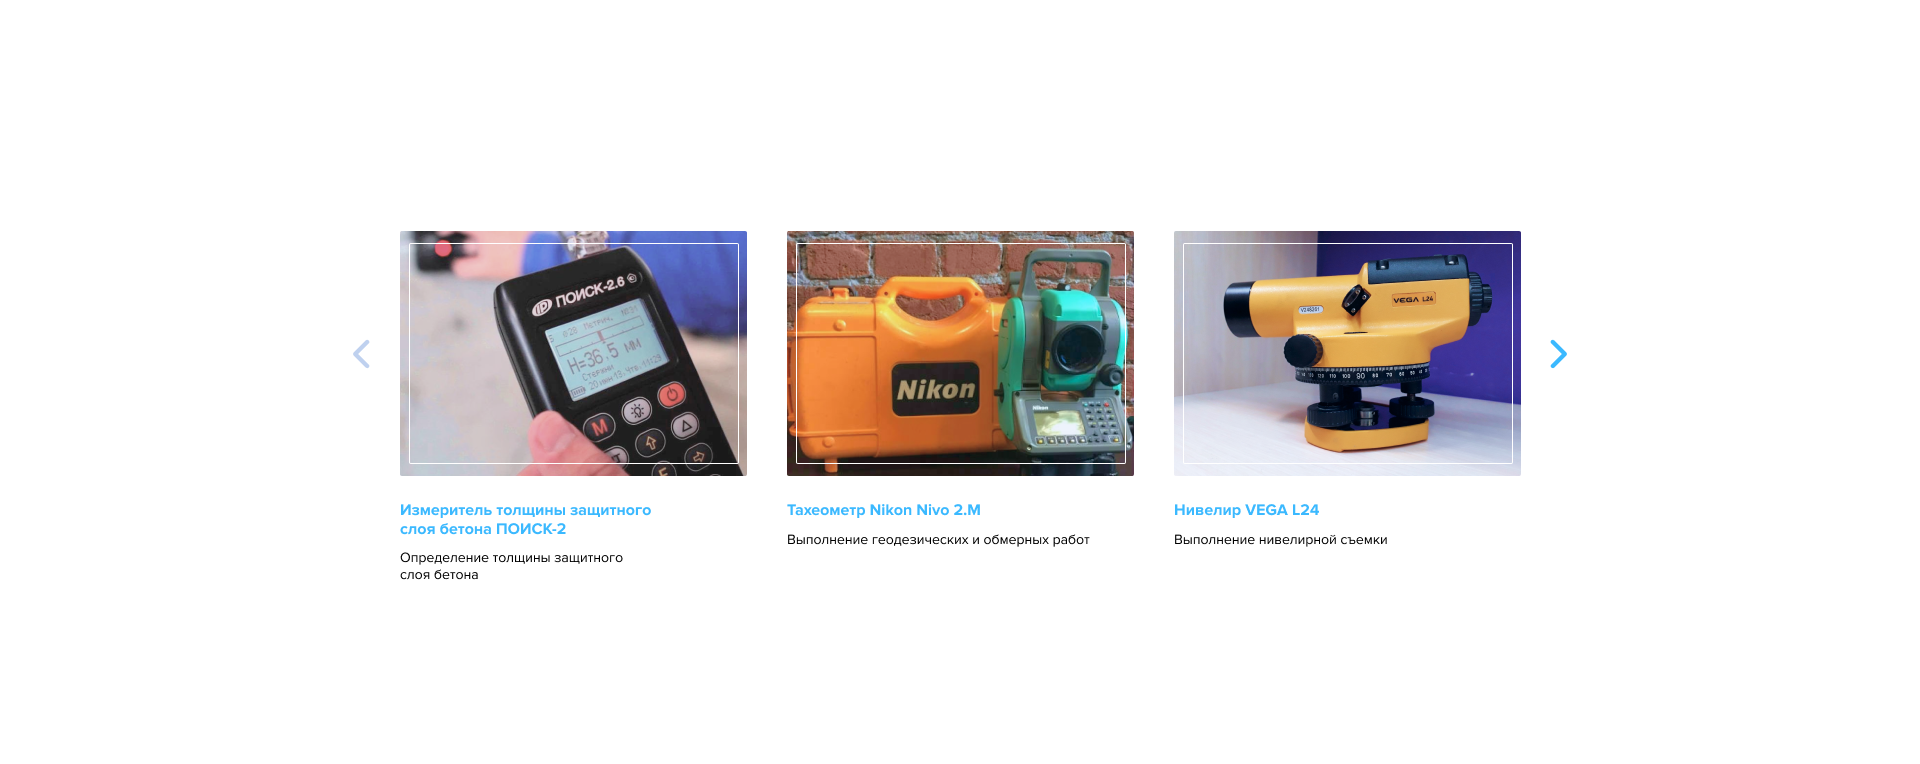 ПОИСК-2.6
H=36,5 мм
Стержни
M
F
Nikon
Nikon
VEGA L24
Измеритель толщины защитного
слоя бетона ПОИСК-2
Определение толщины защитного
слоя бетона
Тахеометр Nikon Nivo 2.M
Выполнение геодезических и обмерных работ
Нивелир VEGA L24
Выполнение нивелирной съемки